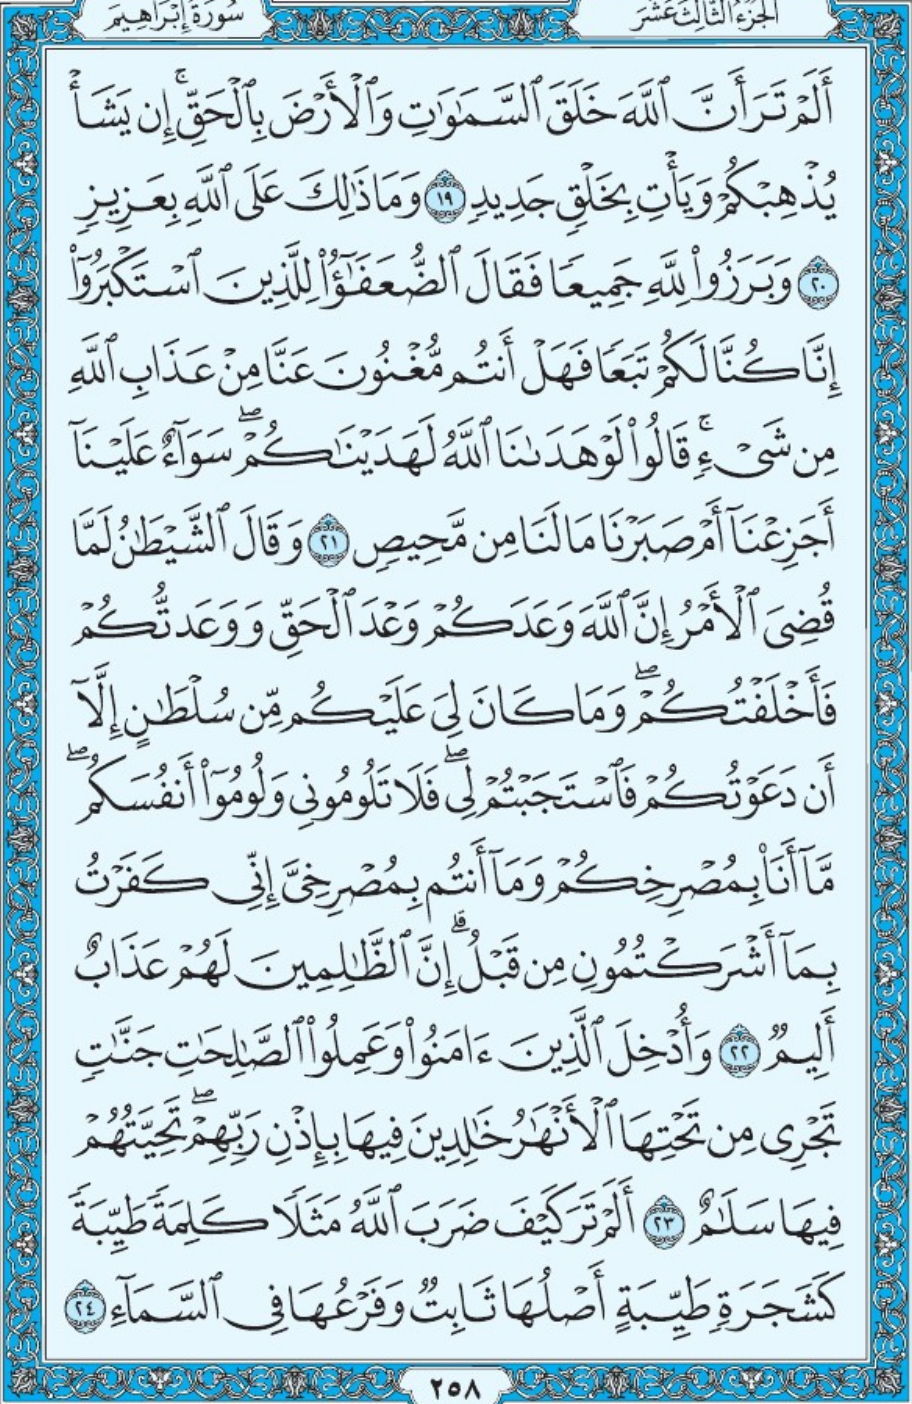 الجزء الثالث عشر
سورة إبراهيم
أَلَمْ تَرَ أَنَّ ٱللَّهَ خَلَقَ ٱلسَّمَٰوَٰتِ وَٱلْأَرْضَ بِٱلْحَقِّۚ إِن يَشَأْ
يُذْهِبْكُمْ وَيَأْتِ بِخَلْقٍ جَدِيدٍ ١٩ وَمَا ذَٰلِكَ عَلَى ٱللَّهِ بِعَزِيزٍ
٢٠ وَبَرَزُوا۟ لِلَّهِ جَمِيعًا فَقَالَ ٱلضُّعَفَٰٓؤُا۟ لِلَّذِينَ ٱسْتَكْبَرُوٓا۟
إِنَّا كُنَّا لَكُمْ تَبَعًا فَهَلْ أَنتُم مُّغْنُونَ عَنَّا مِنْ عَذَابِ ٱللَّهِ
مِن شَىْءٍۚ قَالُوا۟ لَوْ هَدَىٰنَا ٱللَّهُ لَهَدَيْنَٰكُمْۖ سَوَآءٌ عَلَيْنَآ
أَجَزِعْنَآ أَمْ صَبَرْنَا مَا لَنَا مِن مَّحِيصٍ ٢١ وَقَالَ ٱلشَّيْطَٰنُ لَمَّا
قُضِىَ ٱلْأَمْرُ إِنَّ ٱللَّهَ وَعَدَكُمْ وَعْدَ ٱلْحَقِّ وَوَعَدتُّكُمْ
فَأَخْلَفْتُكُمْۖ وَمَا كَانَ لِىَ عَلَيْكُم مِّن سُلْطَٰنٍ إِلَّآ
أَن دَعَوْتُكُمْ فَٱسْتَجَبْتُمْ لِىۖ فَلَا تَلُومُونِى وَلُومُوٓا۟ أَنفُسَكُمۖ
مَّآ أَنَا۠ بِمُصْرِخِكُمْ وَمَآ أَنتُم بِمُصْرِخِىَّ إِنِّى كَفَرْتُ
بِمَآ أَشْرَكْتُمُونِ مِن قَبْلُۗ إِنَّ ٱلظَّٰلِمِينَ لَهُمْ عَذَابٌ
أَلِيمٌ ٢٢ وَأُدْخِلَ ٱلَّذِينَ ءَامَنُوا۟ وَعَمِلُوا۟ ٱلصَّٰلِحَٰتِ جَنَّٰتٍ
تَجْرِى مِن تَحْتِهَا ٱلْأَنْهَٰرُ خَٰلِدِينَ فِيهَا بِإِذْنِ رَبِّهِمْۖ تَحِيَّتُهُمْ
فِيهَا سَلَٰمٌ ٢٣ أَلَمْ تَرَ كَيْفَ ضَرَبَ ٱللَّهُ مَثَلًا كَلِمَةً طَيِّبَةً
كَشَجَرَةٍ طَيِّبَةٍ أَصْلُهَا ثَابِتٌ وَفَرْعُهَا فِى ٱلسَّمَآءِ ٢٤
٢٥٨